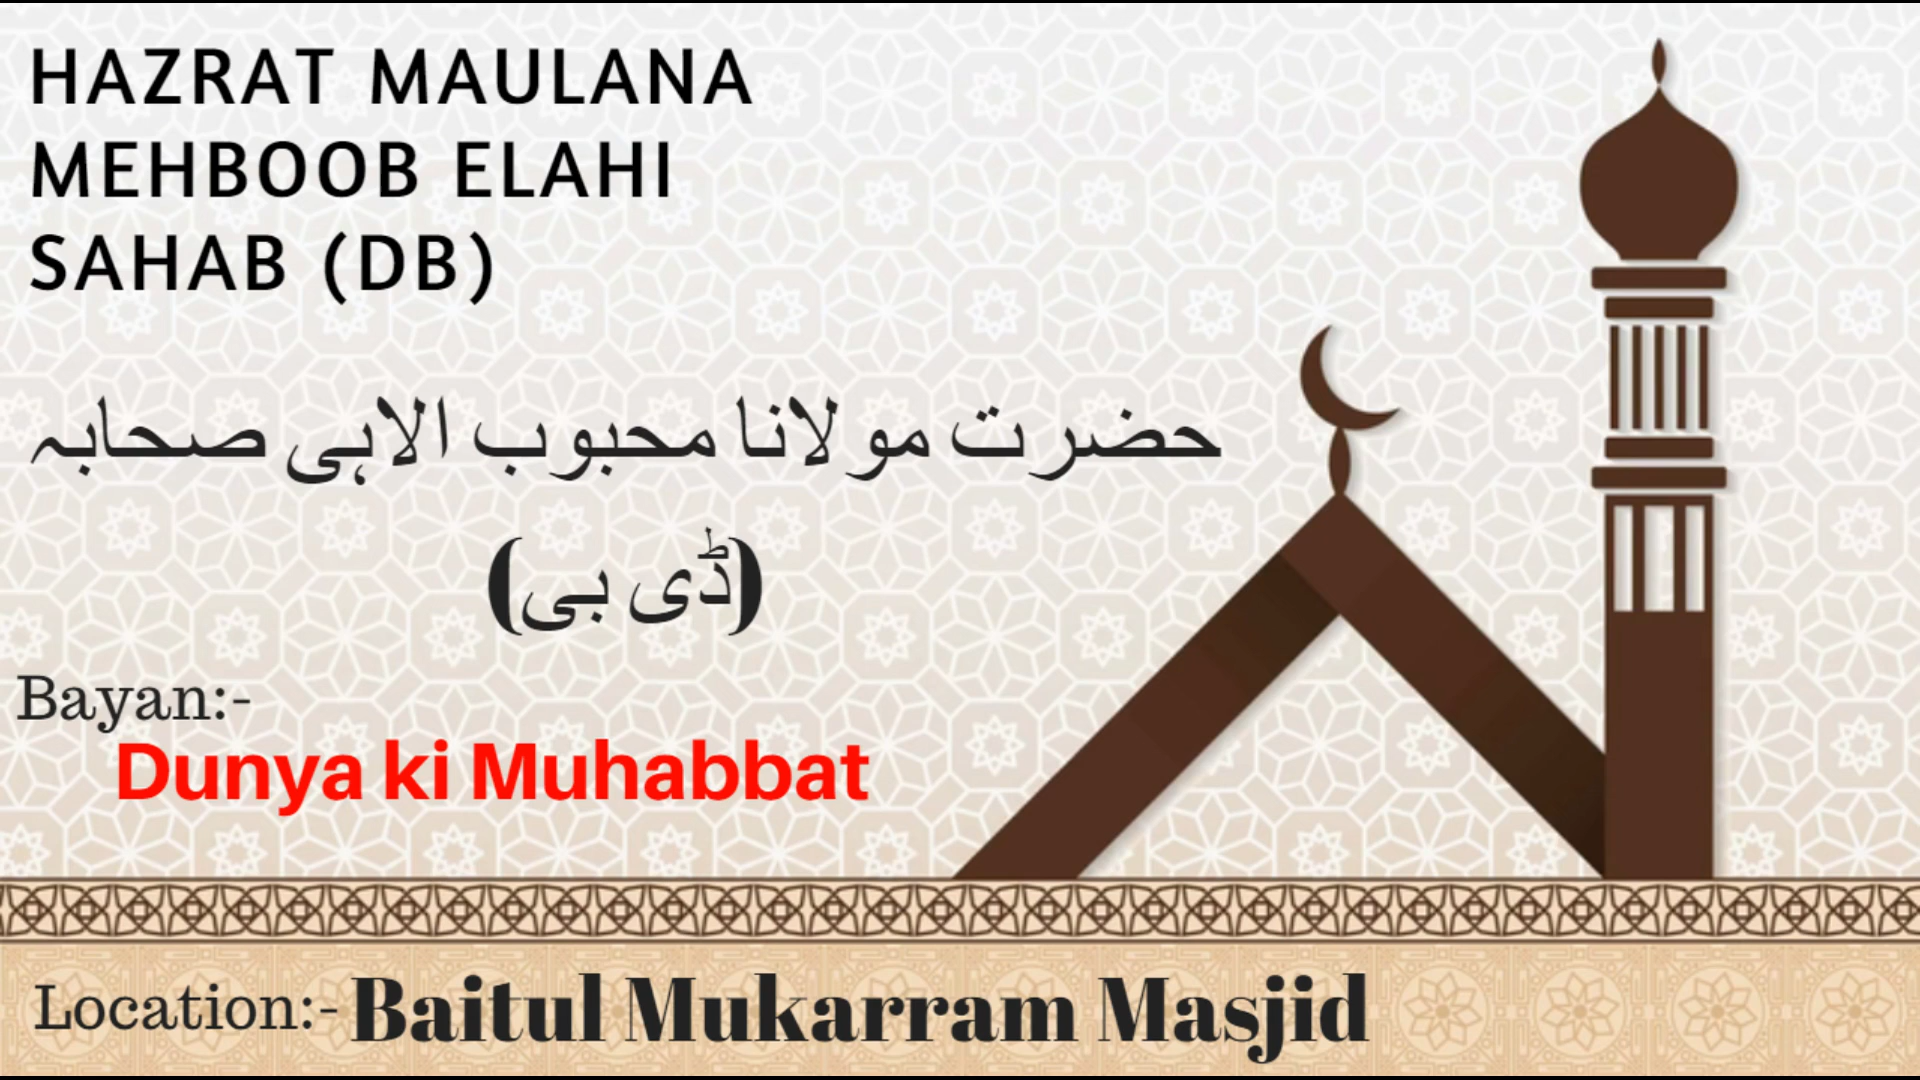 HAZRAT MAULANA
MEHBOOB ELAHI
SAHAB (DB)
حضرت مولانا محبوب الاہی صحابہ
(ڈی بی)
Bayan:-
Dunya ki Muhabbat
Location:- Baitul Mukarram Masjid